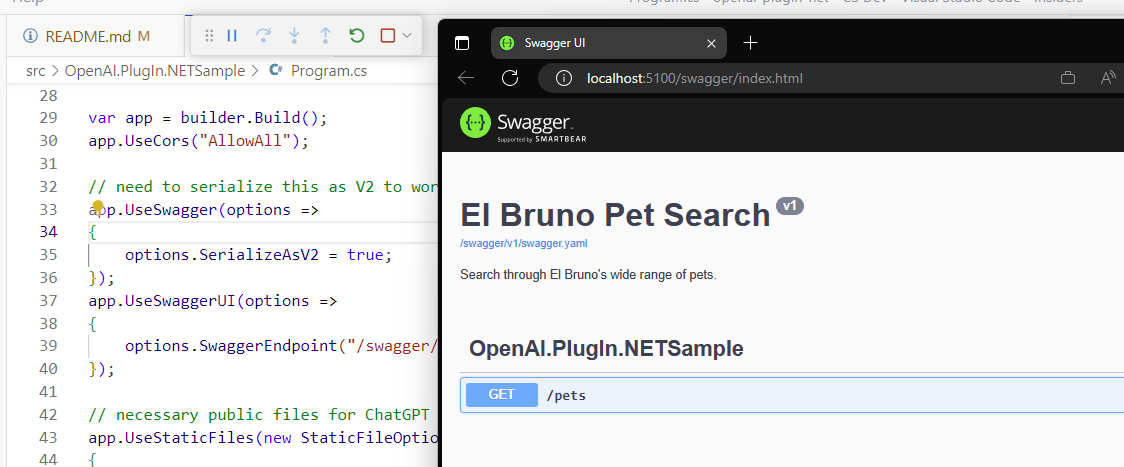 README.md M
src > OpenAI.PlugIn.NETSample > Program.cs
28
29 var app = builder.Build();
30 app.UseCors("AllowAll");
31
32 // need to serialize this as V2 to wor
33 app.UseSwagger(options =>
34 {
35 options.SerializeAsV2 = true;
36 });
37 app.UseSwaggerUI(options =>
38 {
39 options.SwaggerEndpoint("/swagger/
40 });
41
42 // necessary public files for ChatGPT
43 app.UseStaticFiles(new StaticFileOptio
44 {
Swagger UI
localhost:5100/swagger/index.html
Swagger
Supported by SMARTBEAR
El Bruno Pet Search v1
/swagger/v1/swagger.yaml
Search through El Bruno's wide range of pets.
OpenAI.PlugIn.NETSample
GET /pets